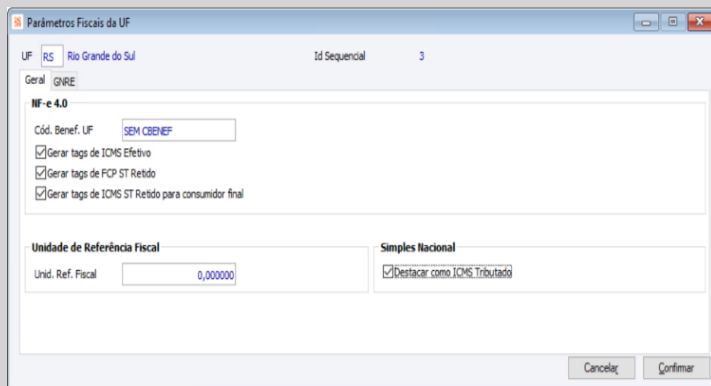 Parâmetros Fiscais da UF
UF RS Rio Grande do Sul Id Sequencial 3
Geral GNRE
NF-e 4.0
Cód. Benef. UF SEM CBENEF
Gerar tags de ICMS Efetivo
Gerar tags de FCP ST Retido
Gerar tags de ICMS ST Retido para consumidor final
Unidade de Referência Fiscal Simples Nacional
Unid. Ref. Fiscal 0,000000 Destacar como ICMS Tributado
Cancelar Confirmar